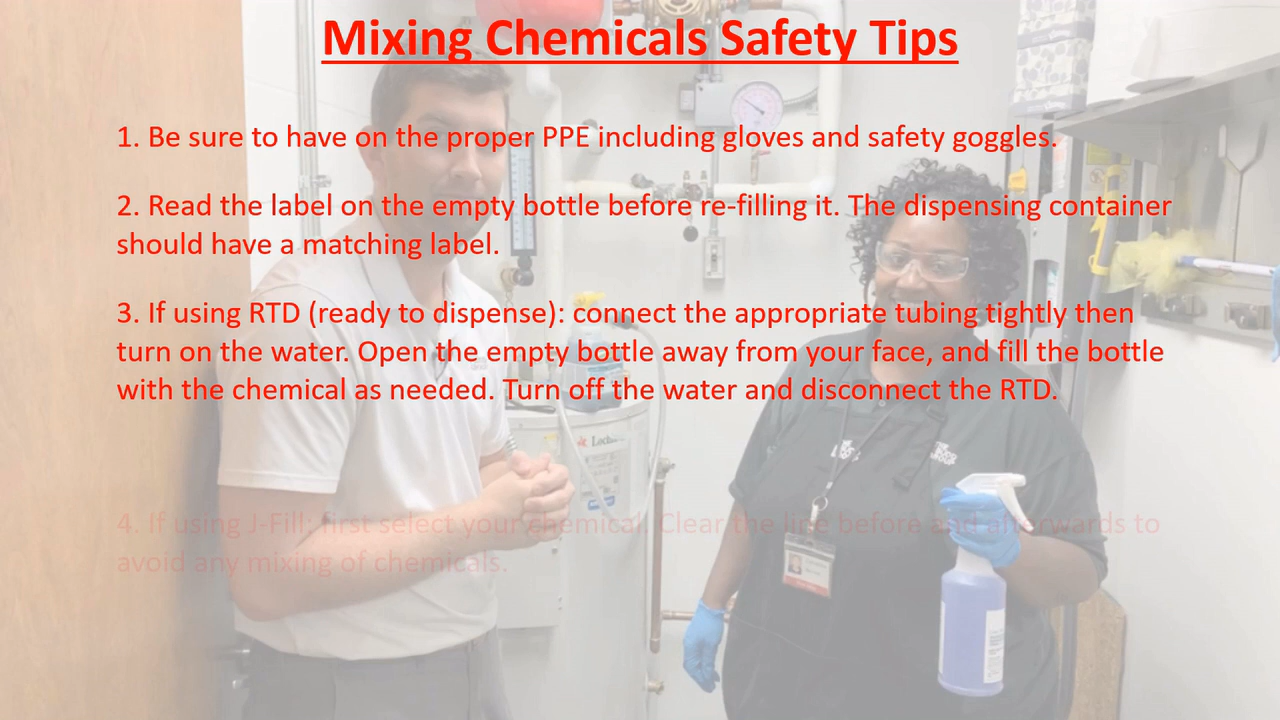 Mixing Chemicals Safety Tips
1. Be sure to have on the proper PPE including gloves and safety goggles.
2. Read the label on the empty bottle before re-filling it. The dispensing container
should have a matching label.
3. If using RTD (ready to dispense): connect the appropriate tubing tightly then
turn on the water. Open the empty bottle away from your face, and fill the bottle
with the chemical as needed. Turn off the water and disconnect the RTD.
4. If using J-Fill: first select your chemical. Clear the line before and afterwards to
avoid any mixing of chemicals.